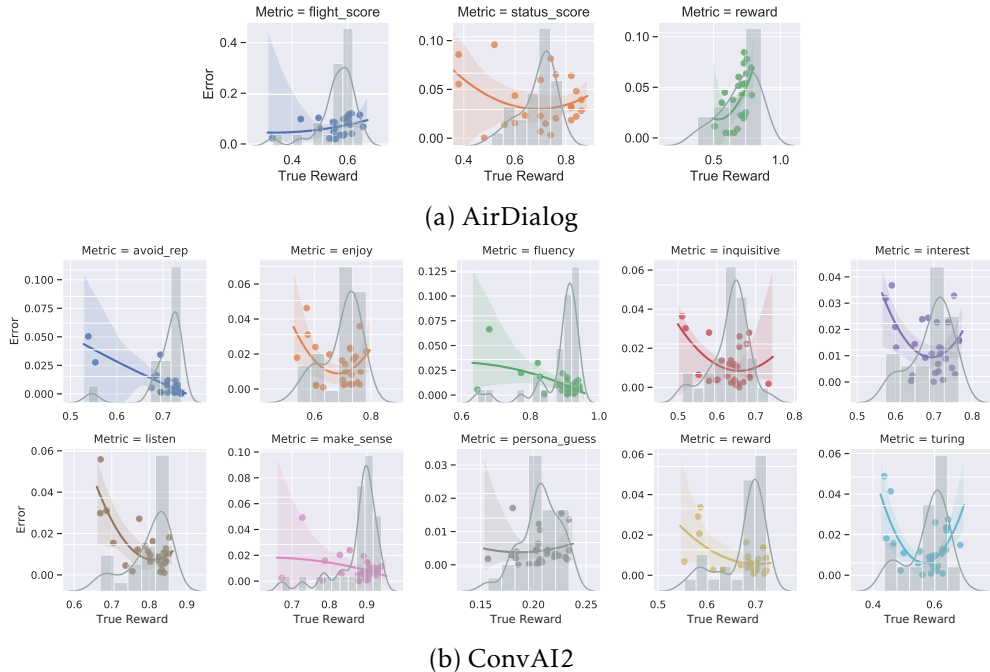 Metric = flight_score
Metric = status_score
Metric = reward
Error
0.4
0.2
0.0
0.10
0.05
0.00
0.10
0.05
0.00
0.4 0.6
0.4 0.6 0.8
0.5 1.0
True Reward
True Reward
True Reward
(a) AirDialog
Metric = avoid_rep
Metric = enjoy
Metric = fluency
Metric = inquisitive
Metric = interest
Error
0.100
0.075
0.050
0.025
0.000
0.06
0.04
0.02
0.00
0.125
0.100
0.075
0.050
0.025
0.000
0.06
0.04
0.02
0.00
0.04
0.03
0.02
0.01
0.00
0.5 0.6 0.7
0.6 0.8
0.6 0.8 1.0
0.5 0.6 0.7 0.8
0.6 0.7 0.8
Metric = listen
Metric = make_sense
Metric = persona_guess
Metric = reward
Metric = turing
Error
0.06
0.04
0.02
0.00
0.10
0.08
0.06
0.04
0.02
0.00
0.03
0.02
0.01
0.00
0.06
0.04
0.02
0.00
0.06
0.04
0.02
0.00
0.6 0.7 0.8 0.9
0.7 0.8 0.9
0.15 0.20 0.25
0.5 0.6 0.7
0.4 0.6
True Reward
True Reward
True Reward
True Reward
True Reward
(b) ConvAI2